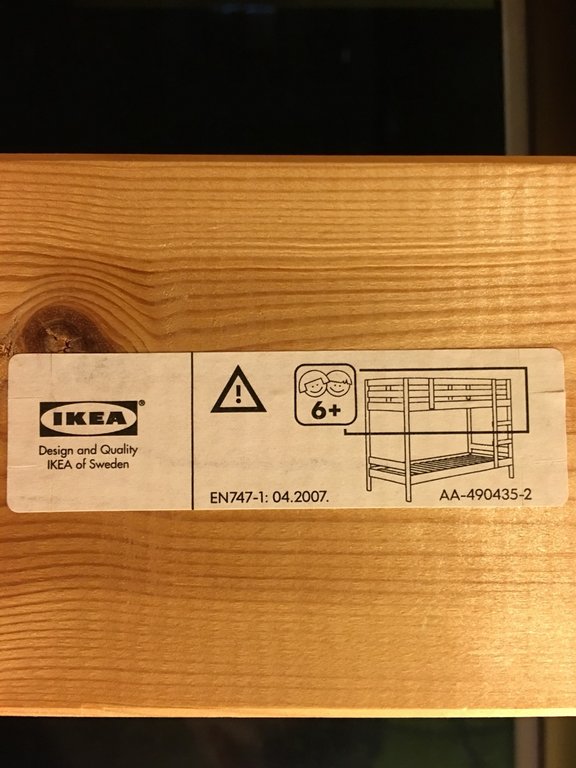 IKEA®
Design and Quality
IKEA of Sweden
!
6+
EN747-1: 04.2007.
AA-490435-2